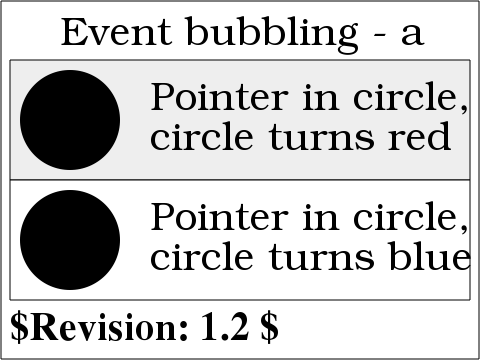 Event bubbling - a
Pointer in circle,
circle turns red
Pointer in circle,
circle turns blue
$Revision: 1.2 $